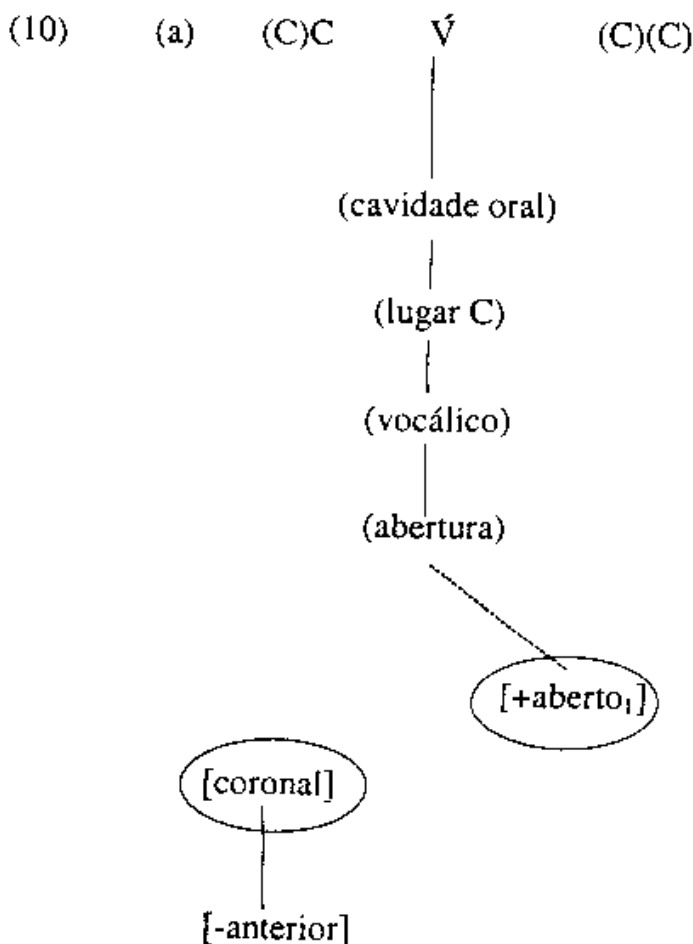 (10) (a) (C)C V́ (C)(C)
(cavidade oral)
(lugar C)
(vocálico)
(abertura)
[+aberto₁]
[coronal]
[-anterior]